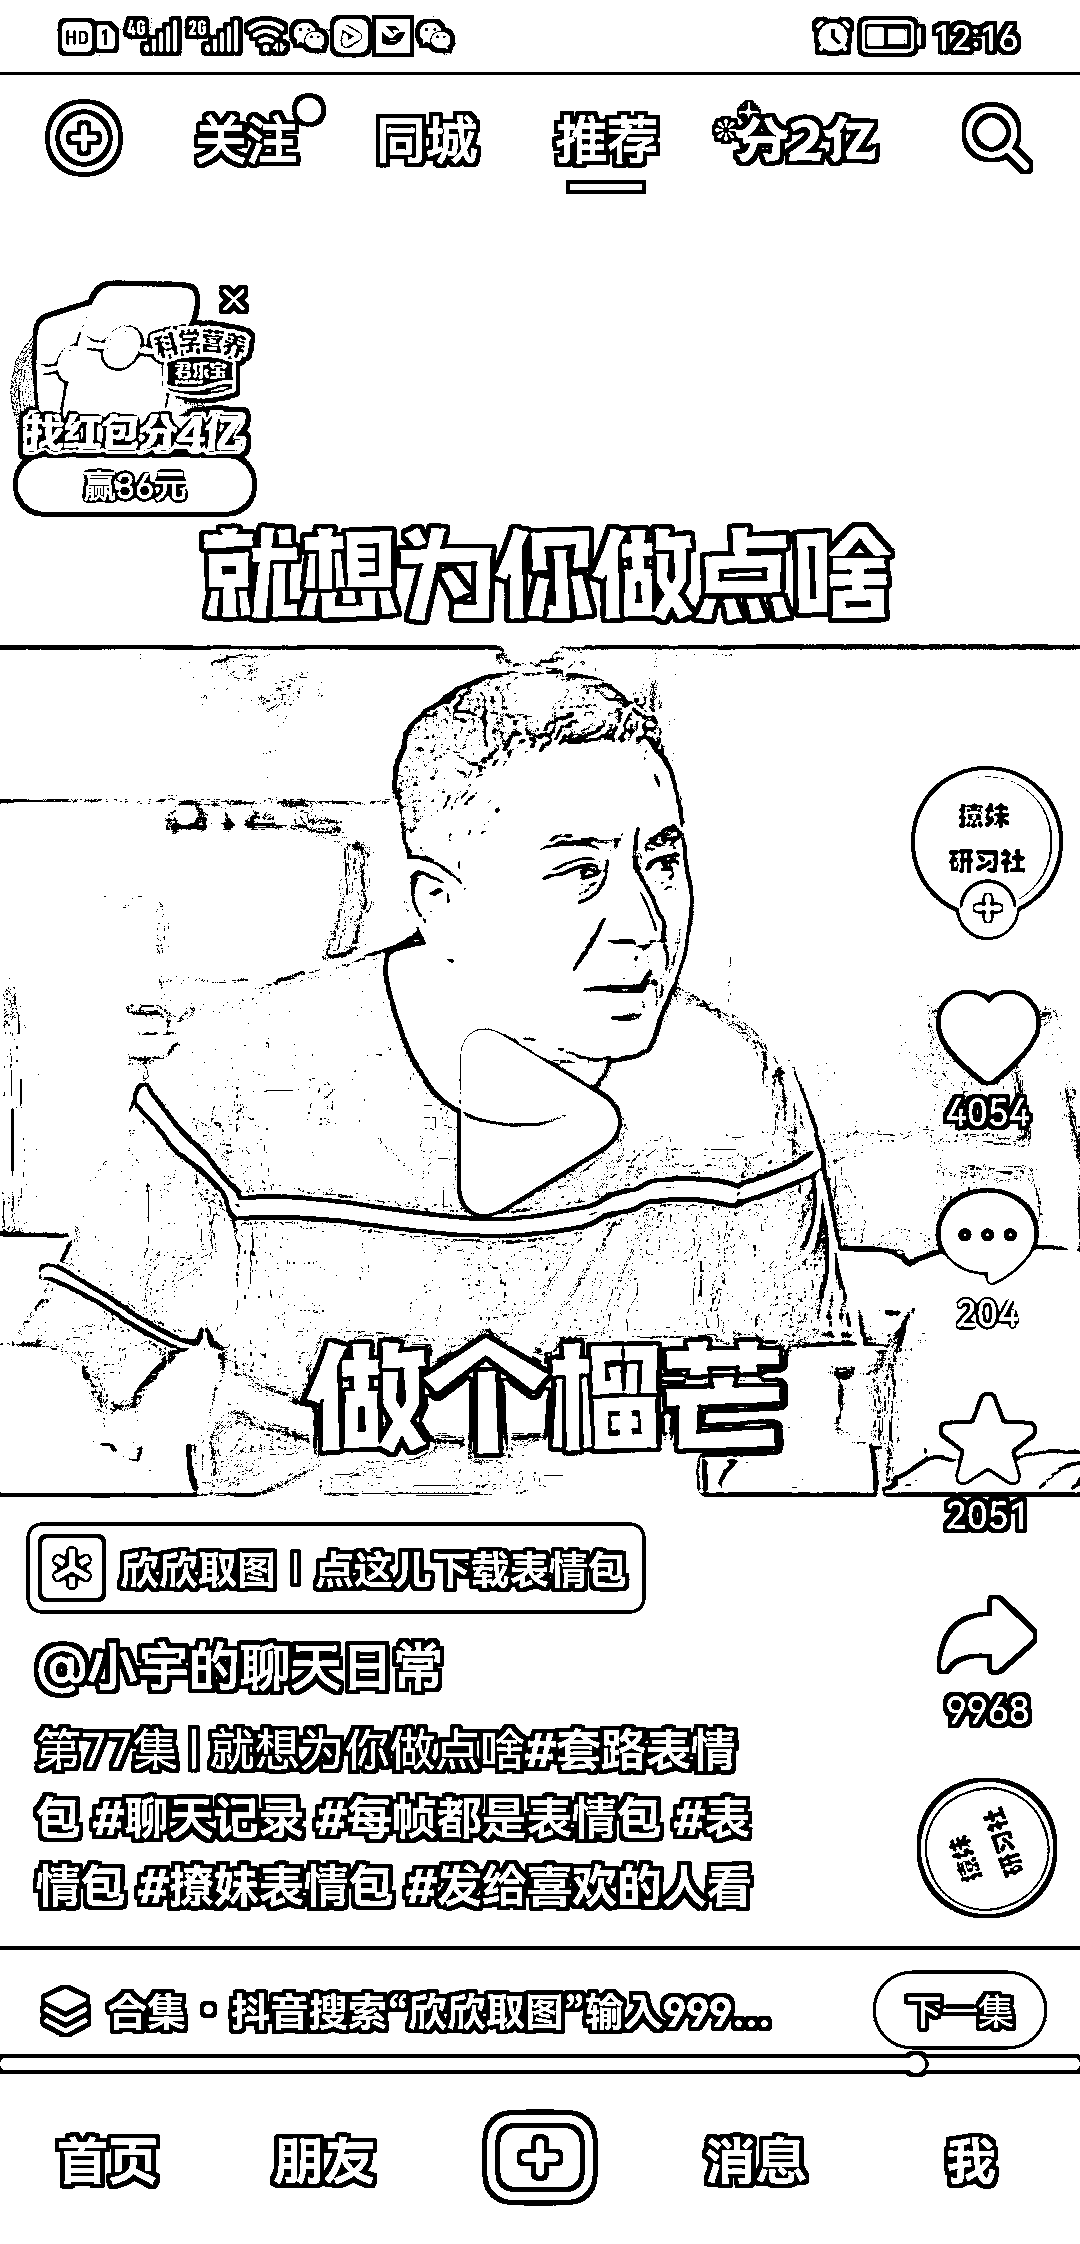 HD 1 4G 2G 12:16
关注 同城 推荐 分2亿
科学营养
君乐宝
找红包分4亿
赢86元
就想为你做点啥
撩妹
研习社
4054
204
做个榴芒
2051
欣欣取图 | 点这儿下载表情包
@小宇的聊天日常
9968
第77集 | 就想为你做点啥#套路表情
包 #聊天记录 #每帧都是表情包 #表
情包 #撩妹表情包 #发给喜欢的人看
撩妹
研习社
合集 · 抖音搜索“欣欣取图”输入999...
下一集
首页 朋友 消息 我